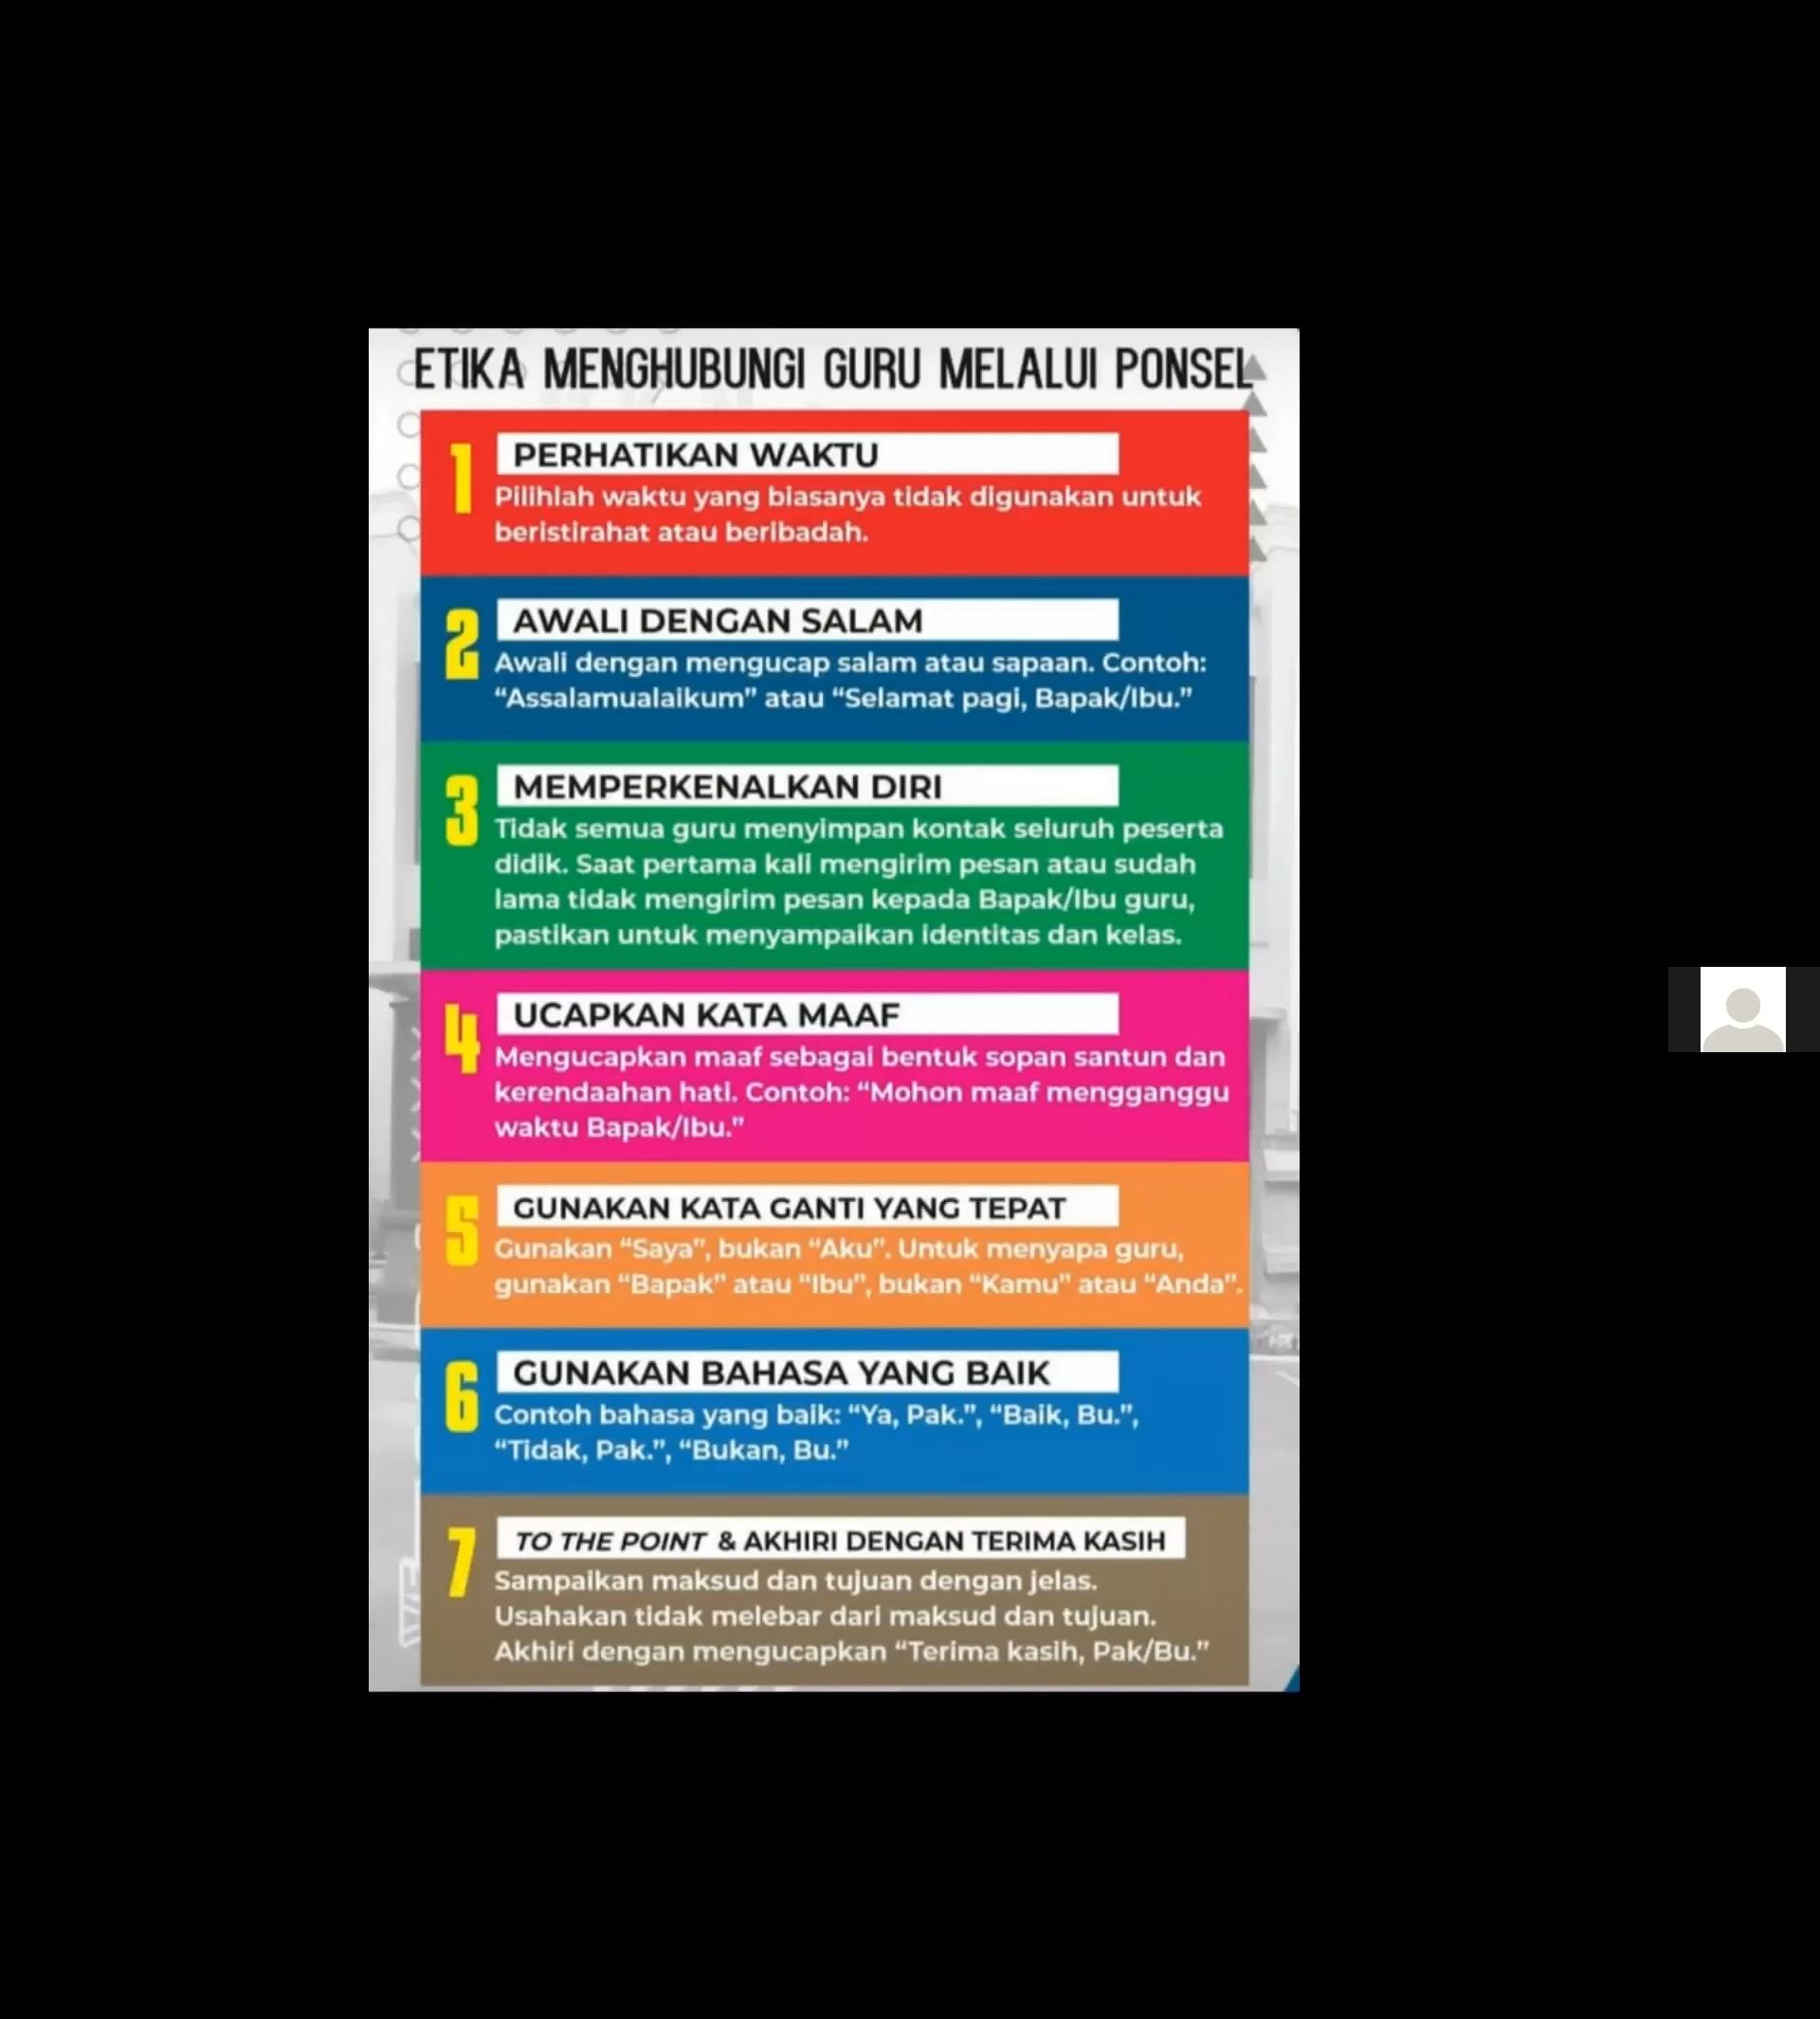 ETIKA MENGHUBUNGI GURU MELALUI PONSEL
1
PERHATIKAN WAKTU
Pilihlah waktu yang biasanya tidak digunakan untuk
beristirahat atau beribadah.
2
AWALI DENGAN SALAM
Awali dengan mengucap salam atau sapaan. Contoh:
“Assalamualaikum” atau “Selamat pagi, Bapak/Ibu.”
3
MEMPERKENALKAN DIRI
Tidak semua guru menyimpan kontak seluruh peserta
didik. Saat pertama kali mengirim pesan atau sudah
lama tidak mengirim pesan kepada Bapak/Ibu guru,
pastikan untuk menyampaikan identitas dan kelas.
4
UCAPKAN KATA MAAF
Mengucapkan maaf sebagai bentuk sopan santun dan
kerendaahan hati. Contoh: “Mohon maaf mengganggu
waktu Bapak/Ibu.”
5
GUNAKAN KATA GANTI YANG TEPAT
Gunakan “Saya”, bukan “Aku”. Untuk menyapa guru,
gunakan “Bapak” atau “Ibu”, bukan “Kamu” atau “Anda”.
6
GUNAKAN BAHASA YANG BAIK
Contoh bahasa yang baik: “Ya, Pak.”, “Baik, Bu.”,
“Tidak, Pak.”, “Bukan, Bu.”
7
TO THE POINT & AKHIRI DENGAN TERIMA KASIH
Sampaikan maksud dan tujuan dengan jelas.
Usahakan tidak melebar dari maksud dan tujuan.
Akhiri dengan mengucapkan “Terima kasih, Pak/Bu.”